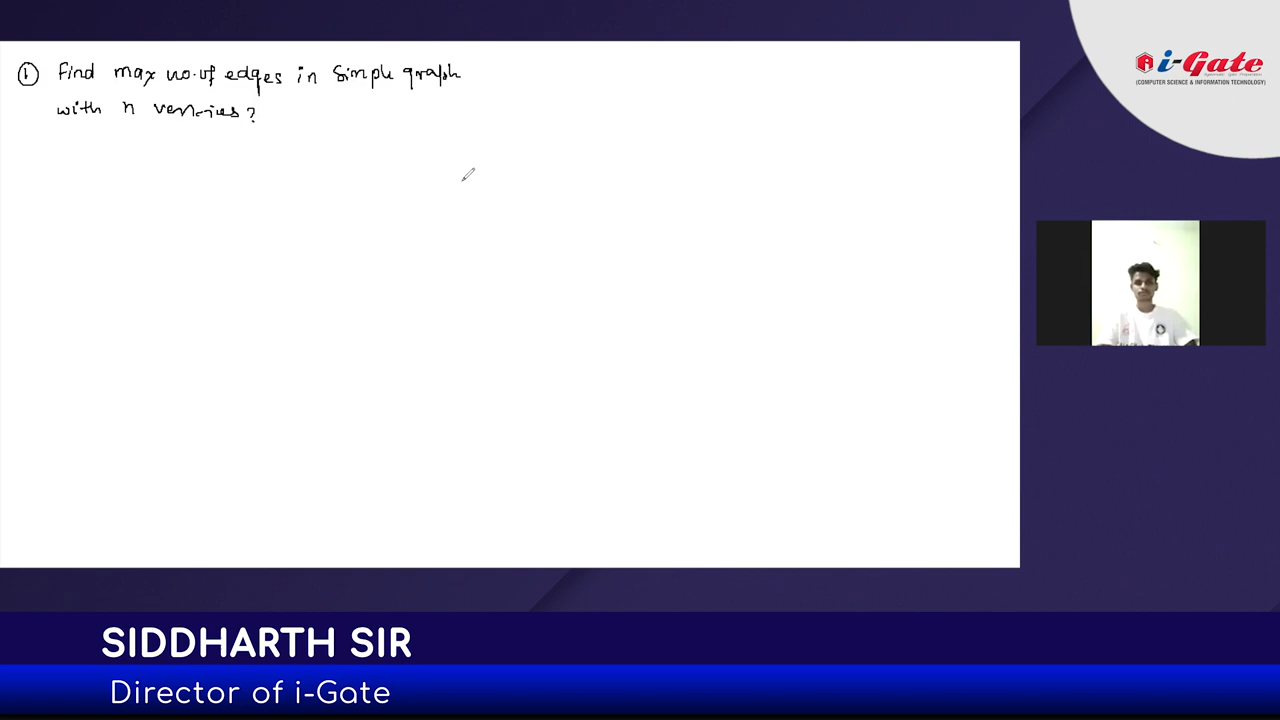 ① Find max no.of edges in simple graph
with n vertices?
i-Gate
(COMPUTER SCIENCE & INFORMATION TECHNOLOGY)
SIDDHARTH SIR
Director of i-Gate